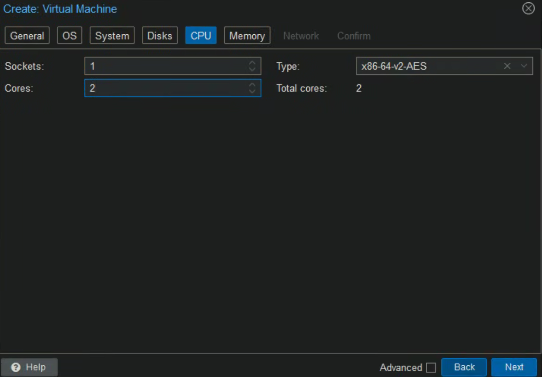 Create: Virtual Machine
General OS System Disks CPU Memory Network Confirm
Sockets: 1 Type: x86-64-v2-AES
Cores: 2 Total cores: 2
Help Advanced Back Next